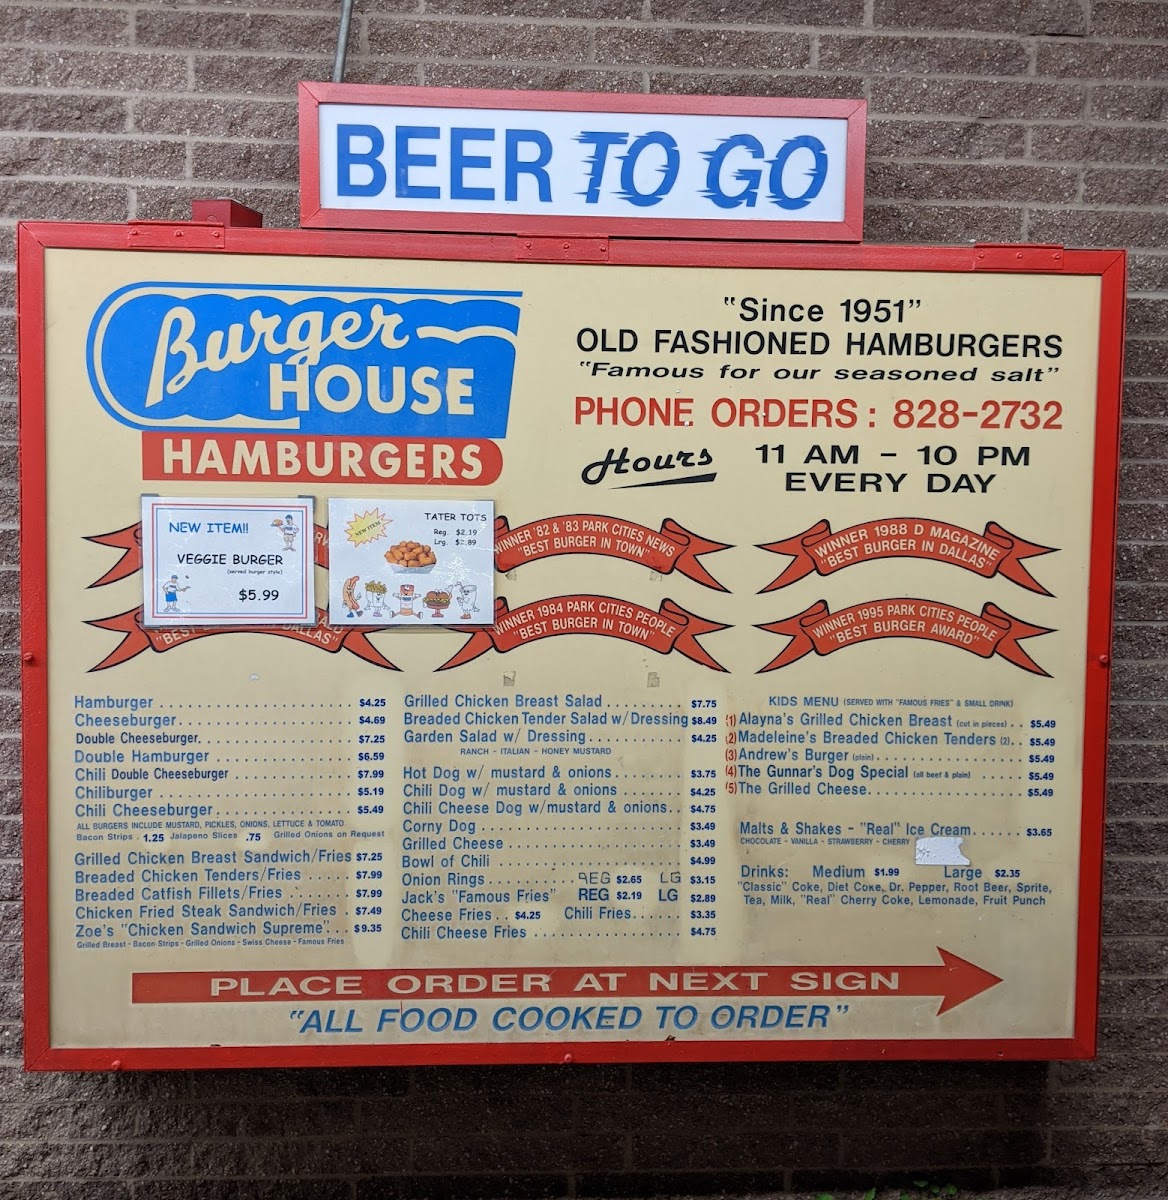 BEER TO GO
Burger
HOUSE
HAMBURGERS
"Since 1951"
OLD FASHIONED HAMBURGERS
"Famous for our seasoned salt"
PHONE ORDERS : 828-2732
Hours 11 AM - 10 PM
EVERY DAY
NEW ITEM!!
VEGGIE BURGER
(served burger style)
$5.99
NEW ITEM
TATER TOTS
Reg. $2.19
Lrg. $2.89
WINNER '82 & '83 PARK CITIES NEWS
"BEST BURGER IN TOWN"
WINNER 1988 D MAGAZINE
"BEST BURGER IN DALLAS"
"BEST DALLAS"
WINNER 1984 PARK CITIES PEOPLE
"BEST BURGER IN TOWN"
WINNER 1995 PARK CITIES PEOPLE
"BEST BURGER AWARD"
Hamburger $4.25
Cheeseburger $4.69
Double Cheeseburger $7.25
Double Hamburger $6.59
Chili Double Cheeseburger $7.99
Chiliburger $5.19
Chili Cheeseburger $5.49
ALL BURGERS INCLUDE MUSTARD, PICKLES, ONIONS, LETTUCE & TOMATO
Bacon Strips . 1.25 Jalapeno Slices .75 Grilled Onions on Request
Grilled Chicken Breast Sandwich/Fries $7.25
Breaded Chicken Tenders/Fries $7.99
Breaded Catfish Fillets/Fries $7.99
Chicken Fried Steak Sandwich/Fries $7.49
Zoe's "Chicken Sandwich Supreme" $9.35
Grilled Breast - Bacon Strips - Grilled Onions - Swiss Cheese - Famous Fries
Grilled Chicken Breast Salad $7.75
Breaded Chicken Tender Salad w/Dressing $8.49
Garden Salad w/ Dressing $4.25
RANCH - ITALIAN - HONEY MUSTARD
Hot Dog w/ mustard & onions $3.75
Chili Dog w/ mustard & onions $4.25
Chili Cheese Dog w/mustard & onions $4.75
Corny Dog $3.49
Grilled Cheese $3.49
Bowl of Chili $4.99
Onion Rings REG $2.65 LG $3.15
Jack's "Famous Fries" REG $2.19 LG $2.89
Cheese Fries $4.25 Chili Fries $3.35
Chili Cheese Fries $4.75
KIDS MENU (SERVED WITH "FAMOUS FRIES" & SMALL DRINK)
(1) Alayna's Grilled Chicken Breast (cut in pieces) $5.49
(2) Madeleine's Breaded Chicken Tenders (2) $5.49
(3) Andrew's Burger (plain) $5.49
(4) The Gunnar's Dog Special (all beef & plain) $5.49
(5) The Grilled Cheese $5.49
Malts & Shakes - "Real" Ice Cream $3.65
CHOCOLATE - VANILLA - STRAWBERRY - CHERRY
Drinks: Medium $1.99 Large $2.35
"Classic" Coke, Diet Coke, Dr. Pepper, Root Beer, Sprite,
Tea, Milk, "Real" Cherry Coke, Lemonade, Fruit Punch
PLACE ORDER AT NEXT SIGN
"ALL FOOD COOKED TO ORDER"